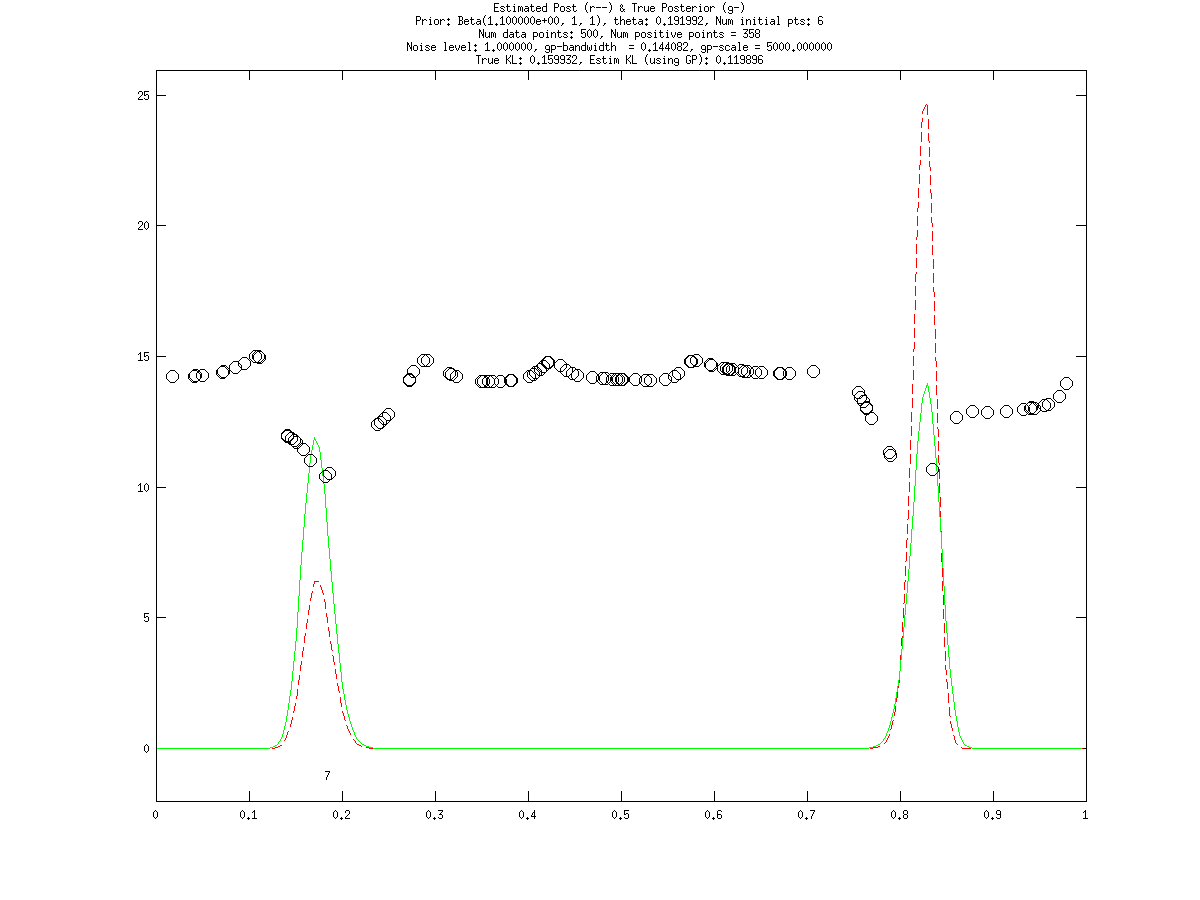 Estimated Post (r--) & True Posterior (g-)
Prior: Beta(1.100000e+00, 1, 1), theta: 0.191992, Num initial pts: 6
Num data points: 500, Num positive points = 358
Noise level: 1.000000, gp-bandwidth  = 0.144082, gp-scale = 5000.000000
True KL: 0.159932, Estim KL (using GP): 0.119896
25
20
15
10
5
0
7
0 0.1 0.2 0.3 0.4 0.5 0.6 0.7 0.8 0.9 1